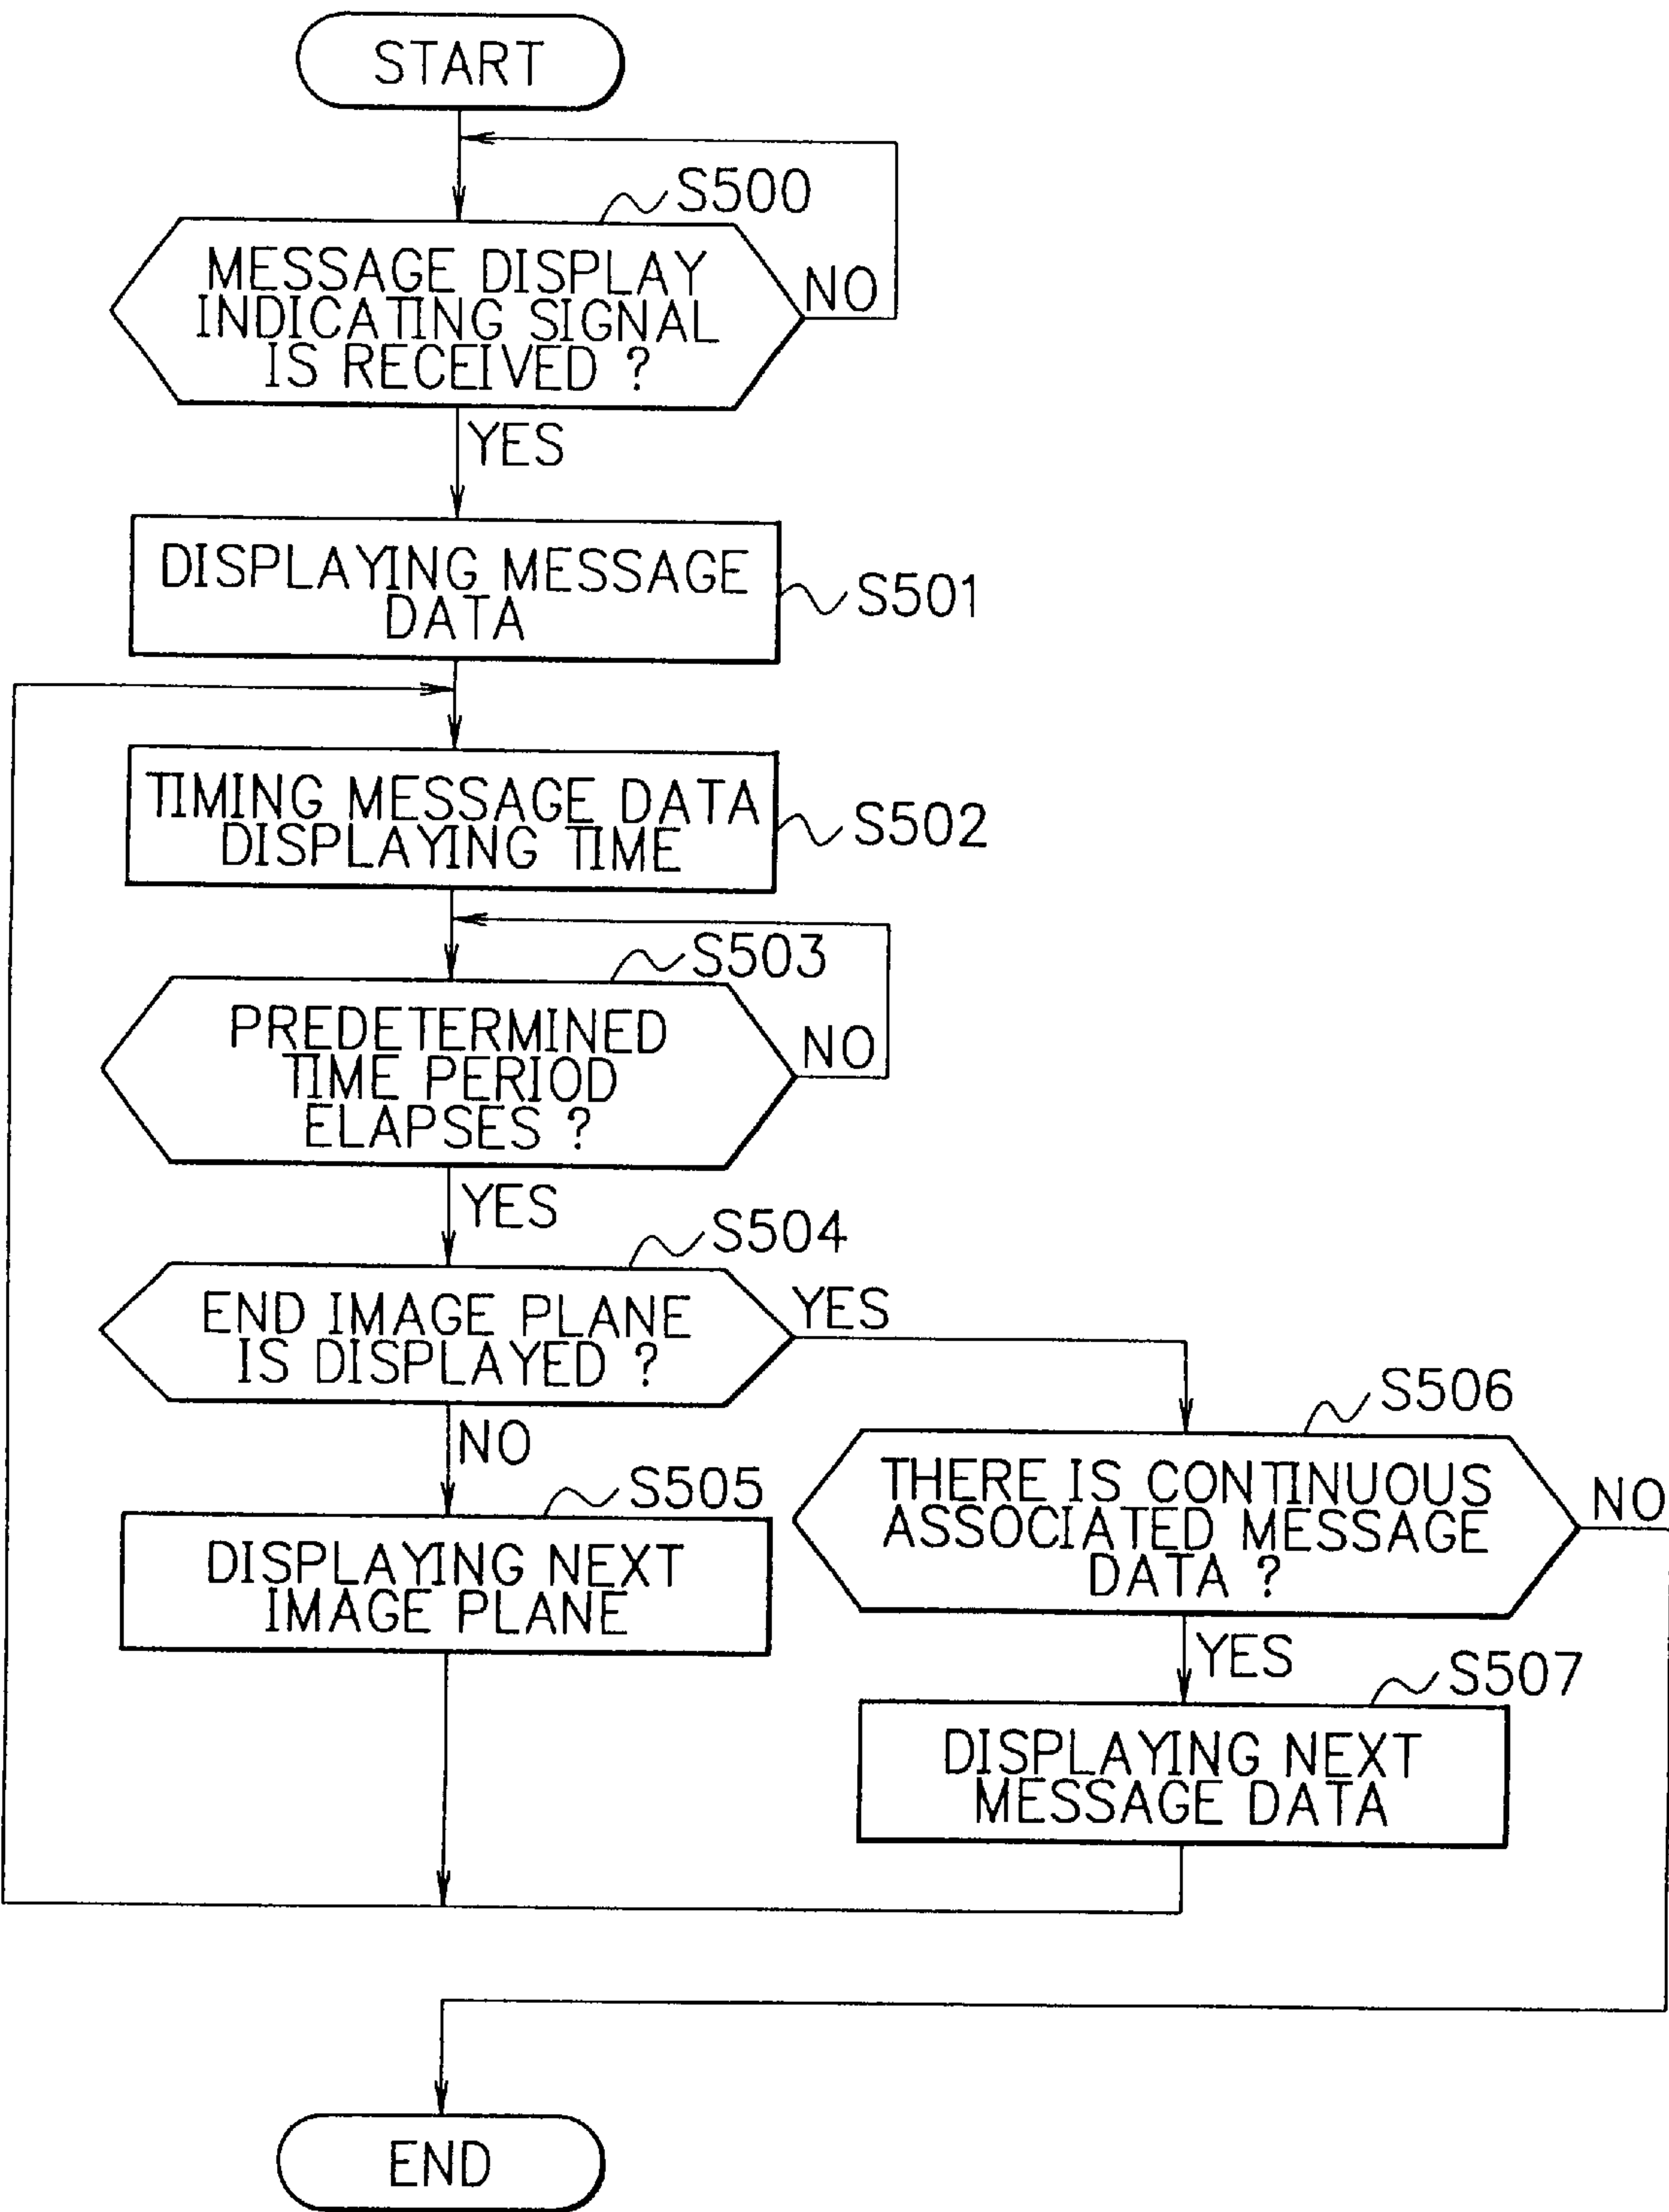 START
S500
MESSAGE DISPLAY
INDICATING SIGNAL
IS RECEIVED ?
NO
YES
DISPLAYING MESSAGE
DATA
S501
TIMING MESSAGE DATA
DISPLAYING TIME
S502
S503
PREDETERMINED
TIME PERIOD
ELAPSES ?
NO
YES
S504
END IMAGE PLANE
IS DISPLAYED ?
YES
NO
S505
DISPLAYING NEXT
IMAGE PLANE
S506
THERE IS CONTINUOUS
ASSOCIATED MESSAGE
DATA ?
NO
YES
S507
DISPLAYING NEXT
MESSAGE DATA
END